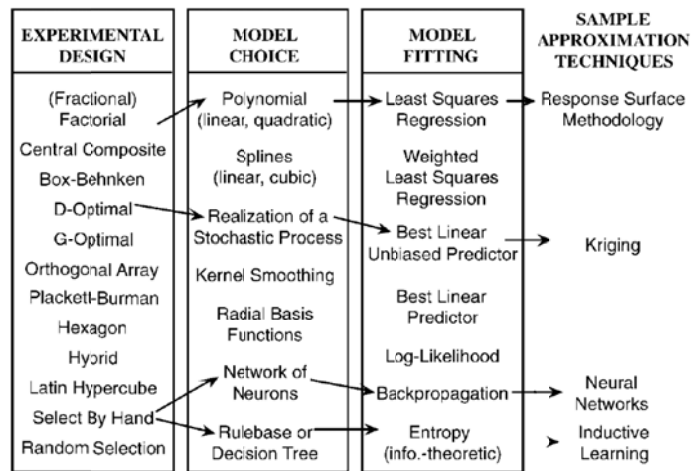 EXPERIMENTAL
DESIGN
(Fractional)
Factorial
Central Composite
Box-Behnken
D-Optimal
G-Optimal
Orthogonal Array
Plackett-Burman
Hexagon
Hybrid
Latin Hypercube
Select By Hand
Random Selection
MODEL
CHOICE
Polynomial
(linear, quadratic)
Splines
(linear, cubic)
Realization of a
Stochastic Process
Kernel Smoothing
Radial Basis
Functions
Network of
Neurons
Rulebase or
Decision Tree
MODEL
FITTING
Least Squares
Regression
Weighted
Least Squares
Regression
Best Linear
Unbiased Predictor
Best Linear
Predictor
Log-Likelihood
Backpropagation
Entropy
(info.-theoretic)
SAMPLE
APPROXIMATION
TECHNIQUES
Response Surface
Methodology
Kriging
Neural
Networks
Inductive
Learning